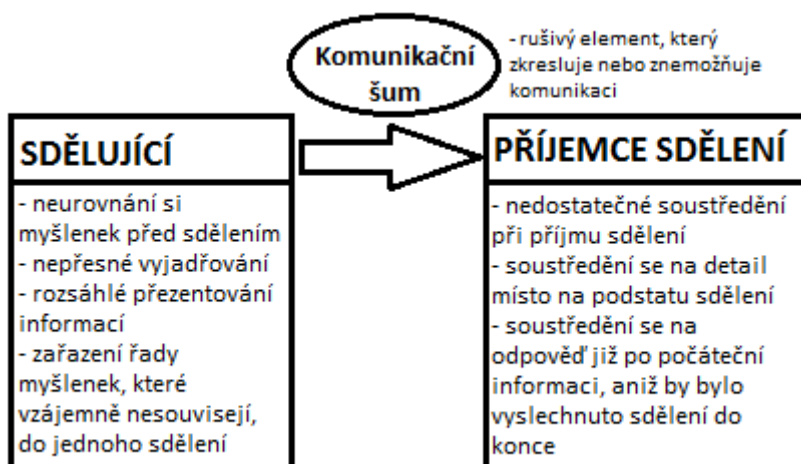 Komunikační
šum
- rušivý element, který
zkresluje nebo znemožňuje
komunikaci
SDĚLUJÍCÍ
- neurovnání si
myšlenek před sdělením
- nepřesné vyjadřování
- rozsáhlé přezentování
informací
- zařazení řady
myšlenek, které
vzájemně nesouvisejí,
do jednoho sdělení
PŘÍJEMCE SDĚLENÍ
- nedostatečné soustředění
při příjmu sdělení
- soustředění se na detail
místo na podstatu sdělení
- soustředění se na
odpověď již po počáteční
informaci, aniž by bylo
vyslechnuto sdělení do
konce